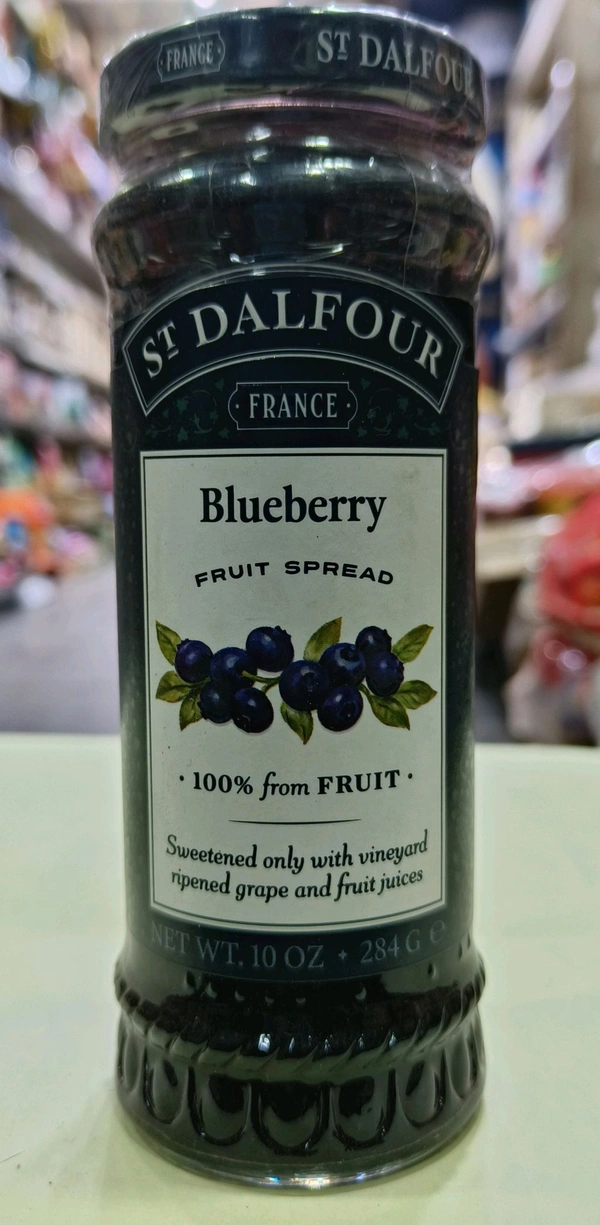 FRANCE ST DALFOUR
ST DALFOUR
FRANCE
Blueberry
FRUIT SPREAD
· 100% from FRUIT ·
Sweetened only with vineyard
ripened grape and fruit juices
NET WT. 10 OZ • 284 G ℮